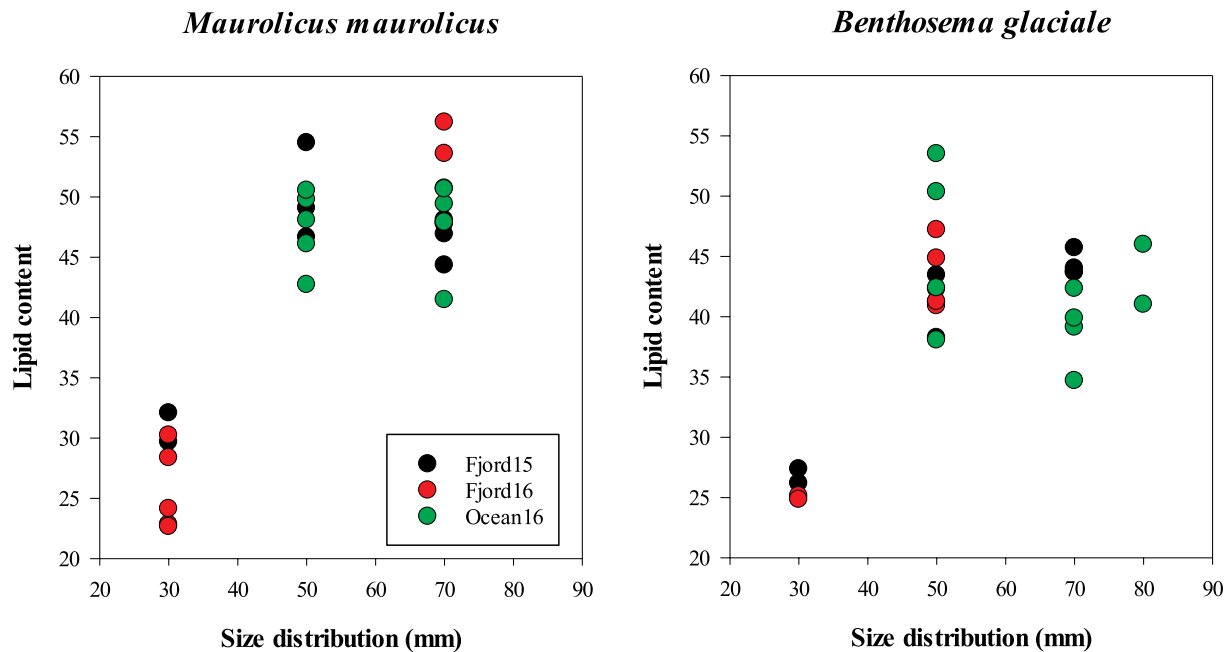 Maurolicus maurolicus
Lipid content
60
55
50
45
40
35
30
25
20
20 30 40 50 60 70 80 90
Size distribution (mm)
Fjord15
Fjord16
Ocean16
Benthosema glaciale
Lipid content
60
55
50
45
40
35
30
25
20
20 30 40 50 60 70 80 90
Size distribution (mm)